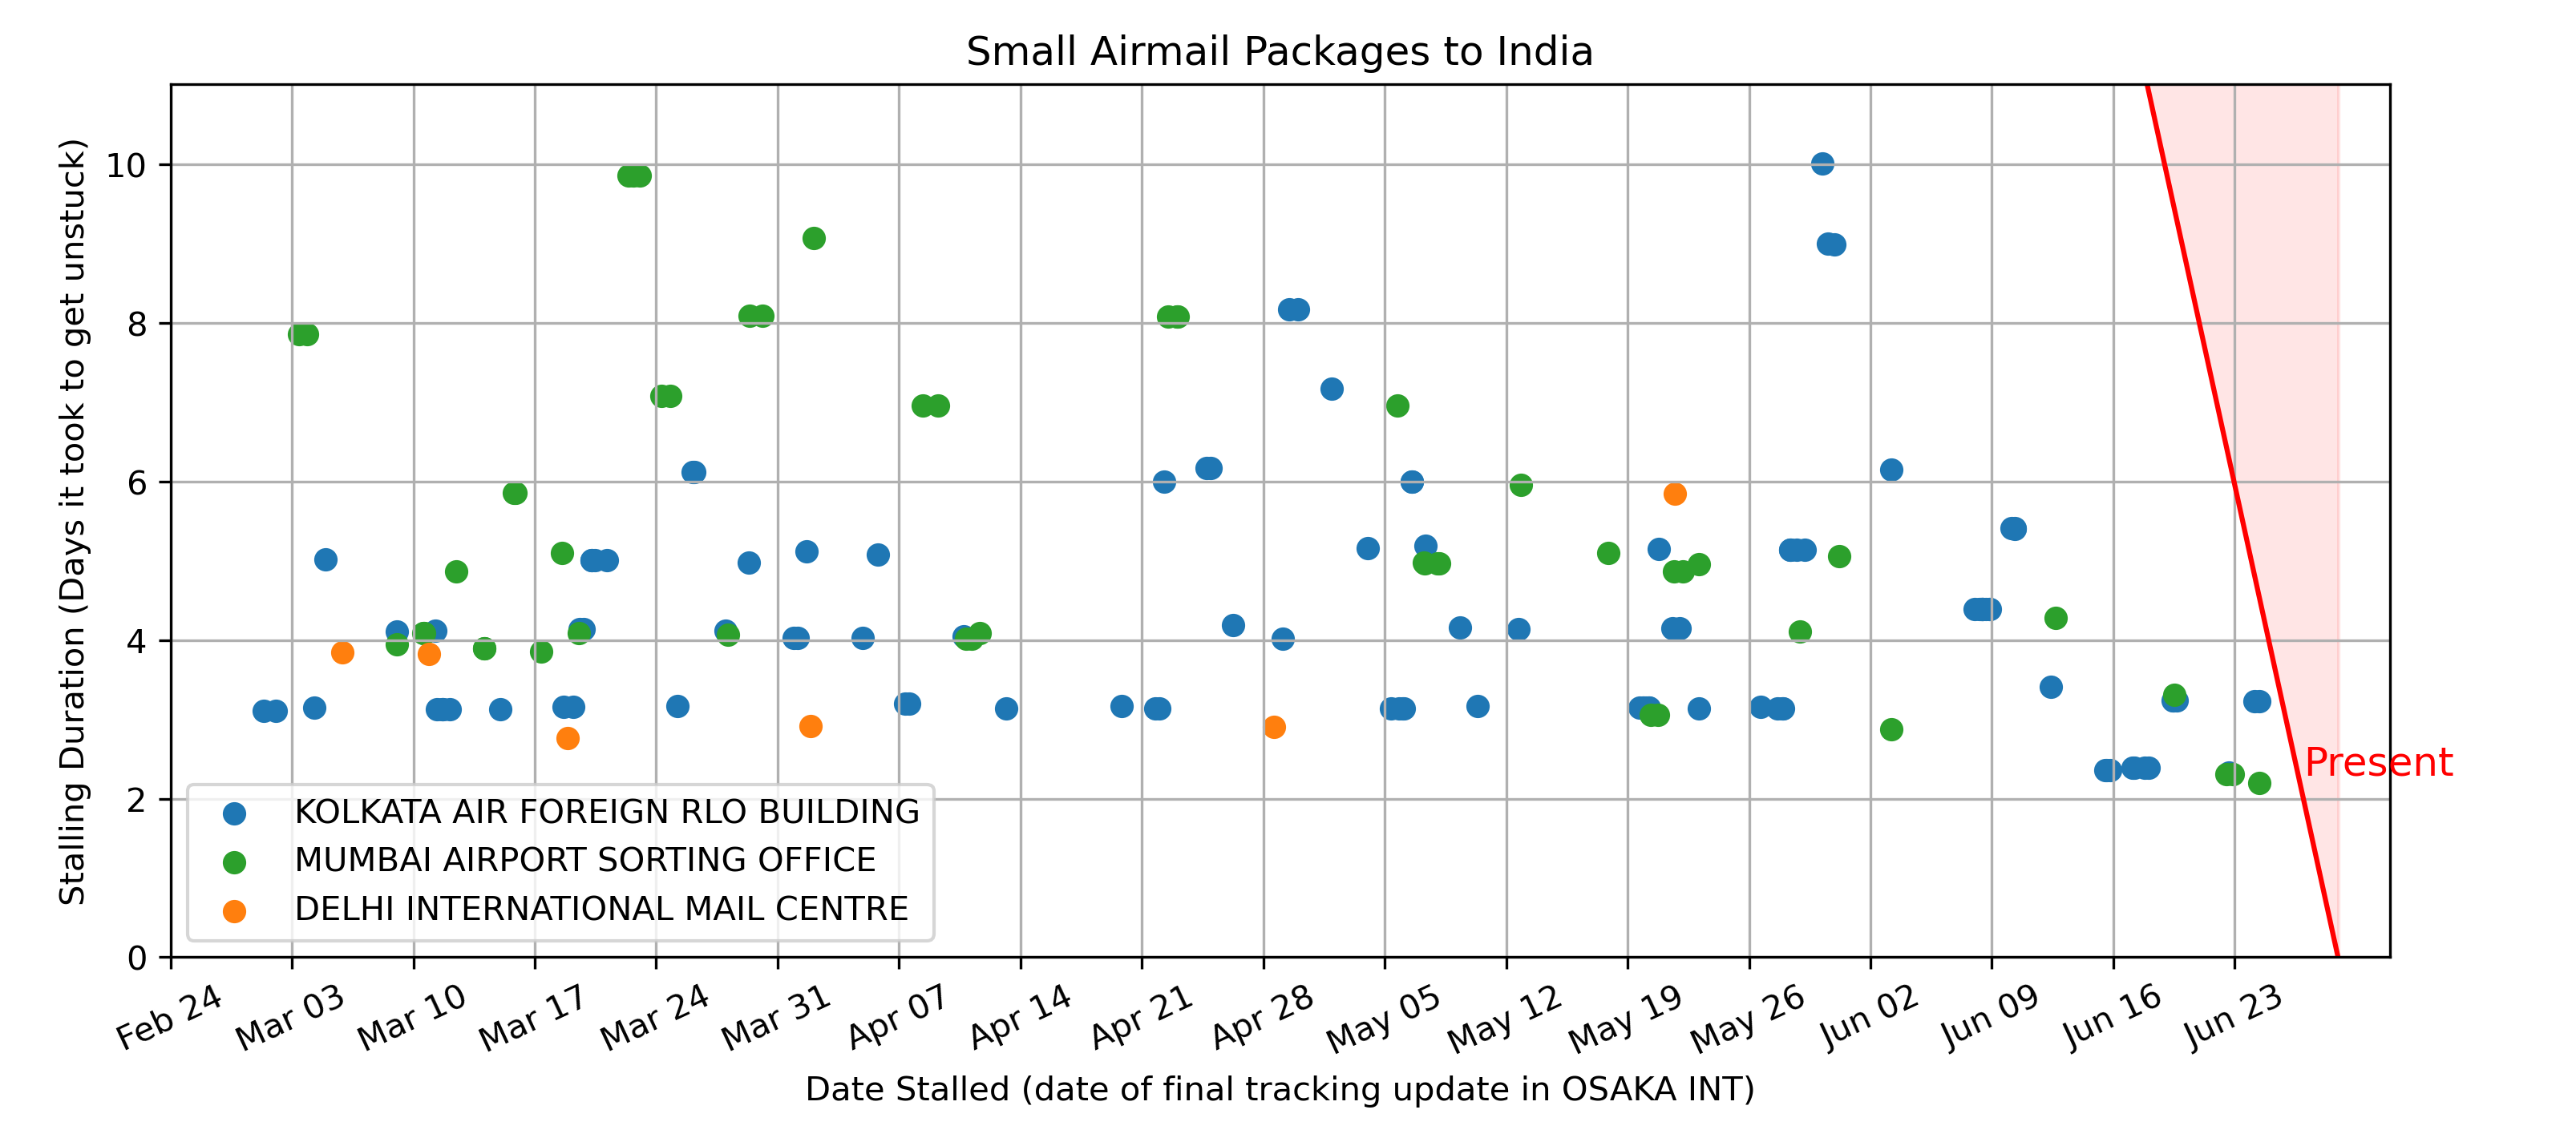 Small Airmail Packages to India
Stalling Duration (Days it took to get unstuck)
10
8
6
4
2
0
Present
KOLKATA AIR FOREIGN RLO BUILDING
MUMBAI AIRPORT SORTING OFFICE
DELHI INTERNATIONAL MAIL CENTRE
Feb 24
Mar 03
Mar 10
Mar 17
Mar 24
Mar 31
Apr 07
Apr 14
Apr 21
Apr 28
May 05
May 12
May 19
May 26
Jun 02
Jun 09
Jun 16
Jun 23
Date Stalled (date of final tracking update in OSAKA INT)